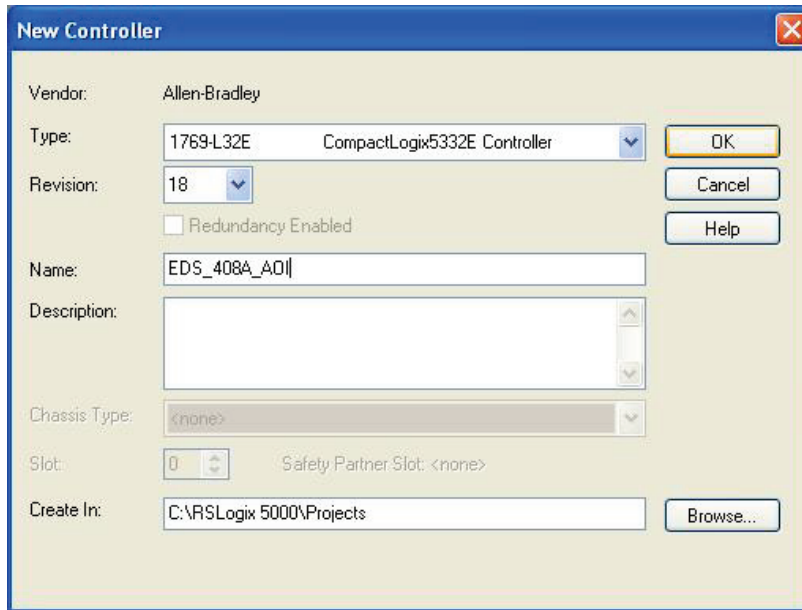 New Controller
Vendor: Allen-Bradley
Type: 1769-L32E CompactLogix5332E Controller OK
Revision: 18 Cancel
Redundancy Enabled Help
Name: EDS_408A_AOI
Description:
Chassis Type: <none>
Slot: 0 Safety Partner Slot: <none>
Create In: C:\RSLogix 5000\Projects Browse...